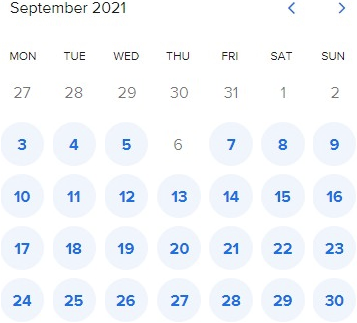 September 2021
MON TUE WED THU FRI SAT SUN
27 28 29 30 31 1 2
3 4 5 6 7 8 9
10 11 12 13 14 15 16
17 18 19 20 21 22 23
24 25 26 27 28 29 30